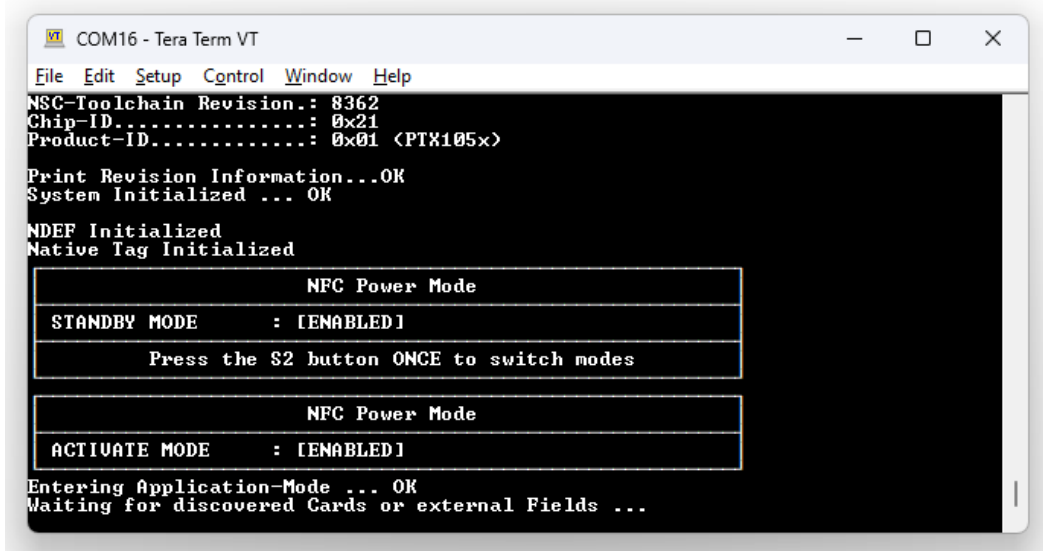 COM16 - Tera Term VT
File Edit Setup Control Window Help
NSC-Toolchain Revision.: 8362
Chip-ID................: 0x21
Product-ID.............: 0x01 (PTX105x)
Print Revision Information...OK
System Initialized ... OK
NDEF Initialized
Native Tag Initialized
NFC Power Mode
STANDBY MODE : [ENABLED]
Press the S2 button ONCE to switch modes
NFC Power Mode
ACTIVATE MODE : [ENABLED]
Entering Application-Mode ... OK
Waiting for discovered Cards or external Fields ...